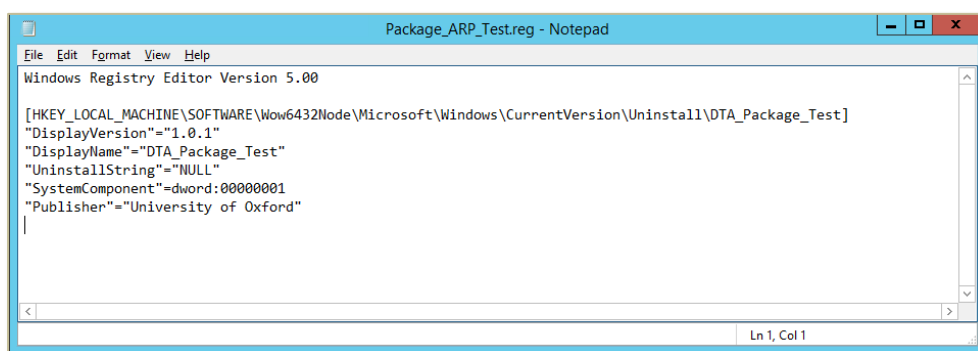 Package_ARP_Test.reg - Notepad
File Edit Format View Help
Windows Registry Editor Version 5.00
[HKEY_LOCAL_MACHINE\SOFTWARE\Wow6432Node\Microsoft\Windows\CurrentVersion\Uninstall\DTA_Package_Test]
"DisplayVersion"="1.0.1"
"DisplayName"="DTA_Package_Test"
"UninstallString"="NULL"
"SystemComponent"=dword:00000001
"Publisher"="University of Oxford"
Ln 1, Col 1